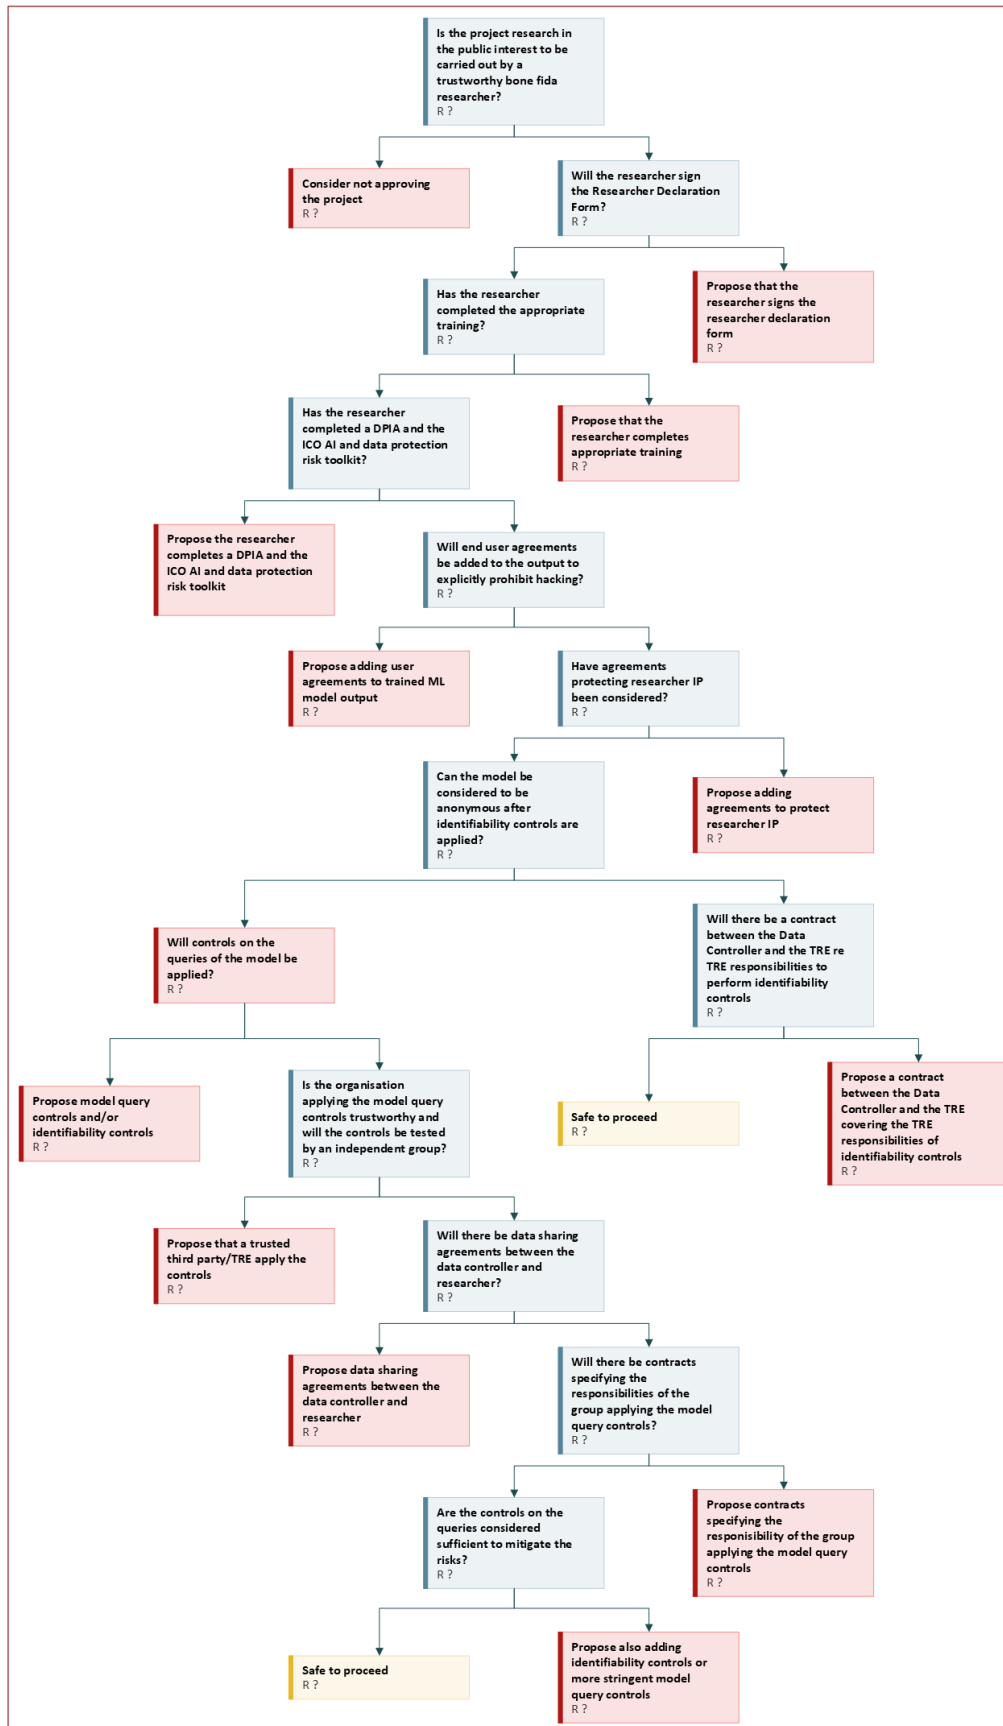 Is the project research in
the public interest to be
carried out by a
trustworthy bone fida
researcher?
R ?
Consider not approving
the project
R ?
Will the researcher sign
the Researcher Declaration
Form?
R ?
Has the researcher
completed the appropriate
training?
R ?
Propose that the
researcher signs the
researcher declaration
form
R ?
Has the researcher
completed a DPIA and the
ICO AI and data protection
risk toolkit?
Propose that the
researcher completes
appropriate training
R ?
Propose the researcher
completes a DPIA and the
ICO AI and data protection
risk toolkit
Will end user agreements
be added to the output to
explicitly prohibit hacking?
R ?
Propose adding user
agreements to trained ML
model output
R ?
Have agreements
protecting researcher IP
been considered?
R ?
Can the model be
considered to be
anonymous after
identifiability controls are
applied?
R ?
Propose adding
agreements to protect
researcher IP
R ?
Will controls on the
queries of the model be
applied?
R ?
Will there be a contract
between the Data
Controller and the TRE re
TRE responsibilities to
perform identifiability
controls
R ?
Propose model query
controls and/or
identifiability controls
R ?
Is the organisation
applying the model query
controls trustworthy and
will the controls be tested
by an independent group?
R ?
Safe to proceed
R ?
Propose a contract
between the Data
Controller and the TRE
covering the TRE
responsibilities of
identifiability controls
R ?
Propose that a trusted
third party/TRE apply the
controls
R ?
Will there be data sharing
agreements between the
data controller and
researcher?
R ?
Propose data sharing
agreements between the
data controller and
researcher
R ?
Will there be contracts
specifying the
responsibilities of the
group applying the model
query controls?
R ?
Are the controls on the
queries considered
sufficient to mitigate the
risks?
R ?
Propose contracts
specifying the
responisibility of the group
applying the model query
controls
R ?
Safe to proceed
R ?
Propose also adding
identifiability controls or
more stringent model
query controls
R ?